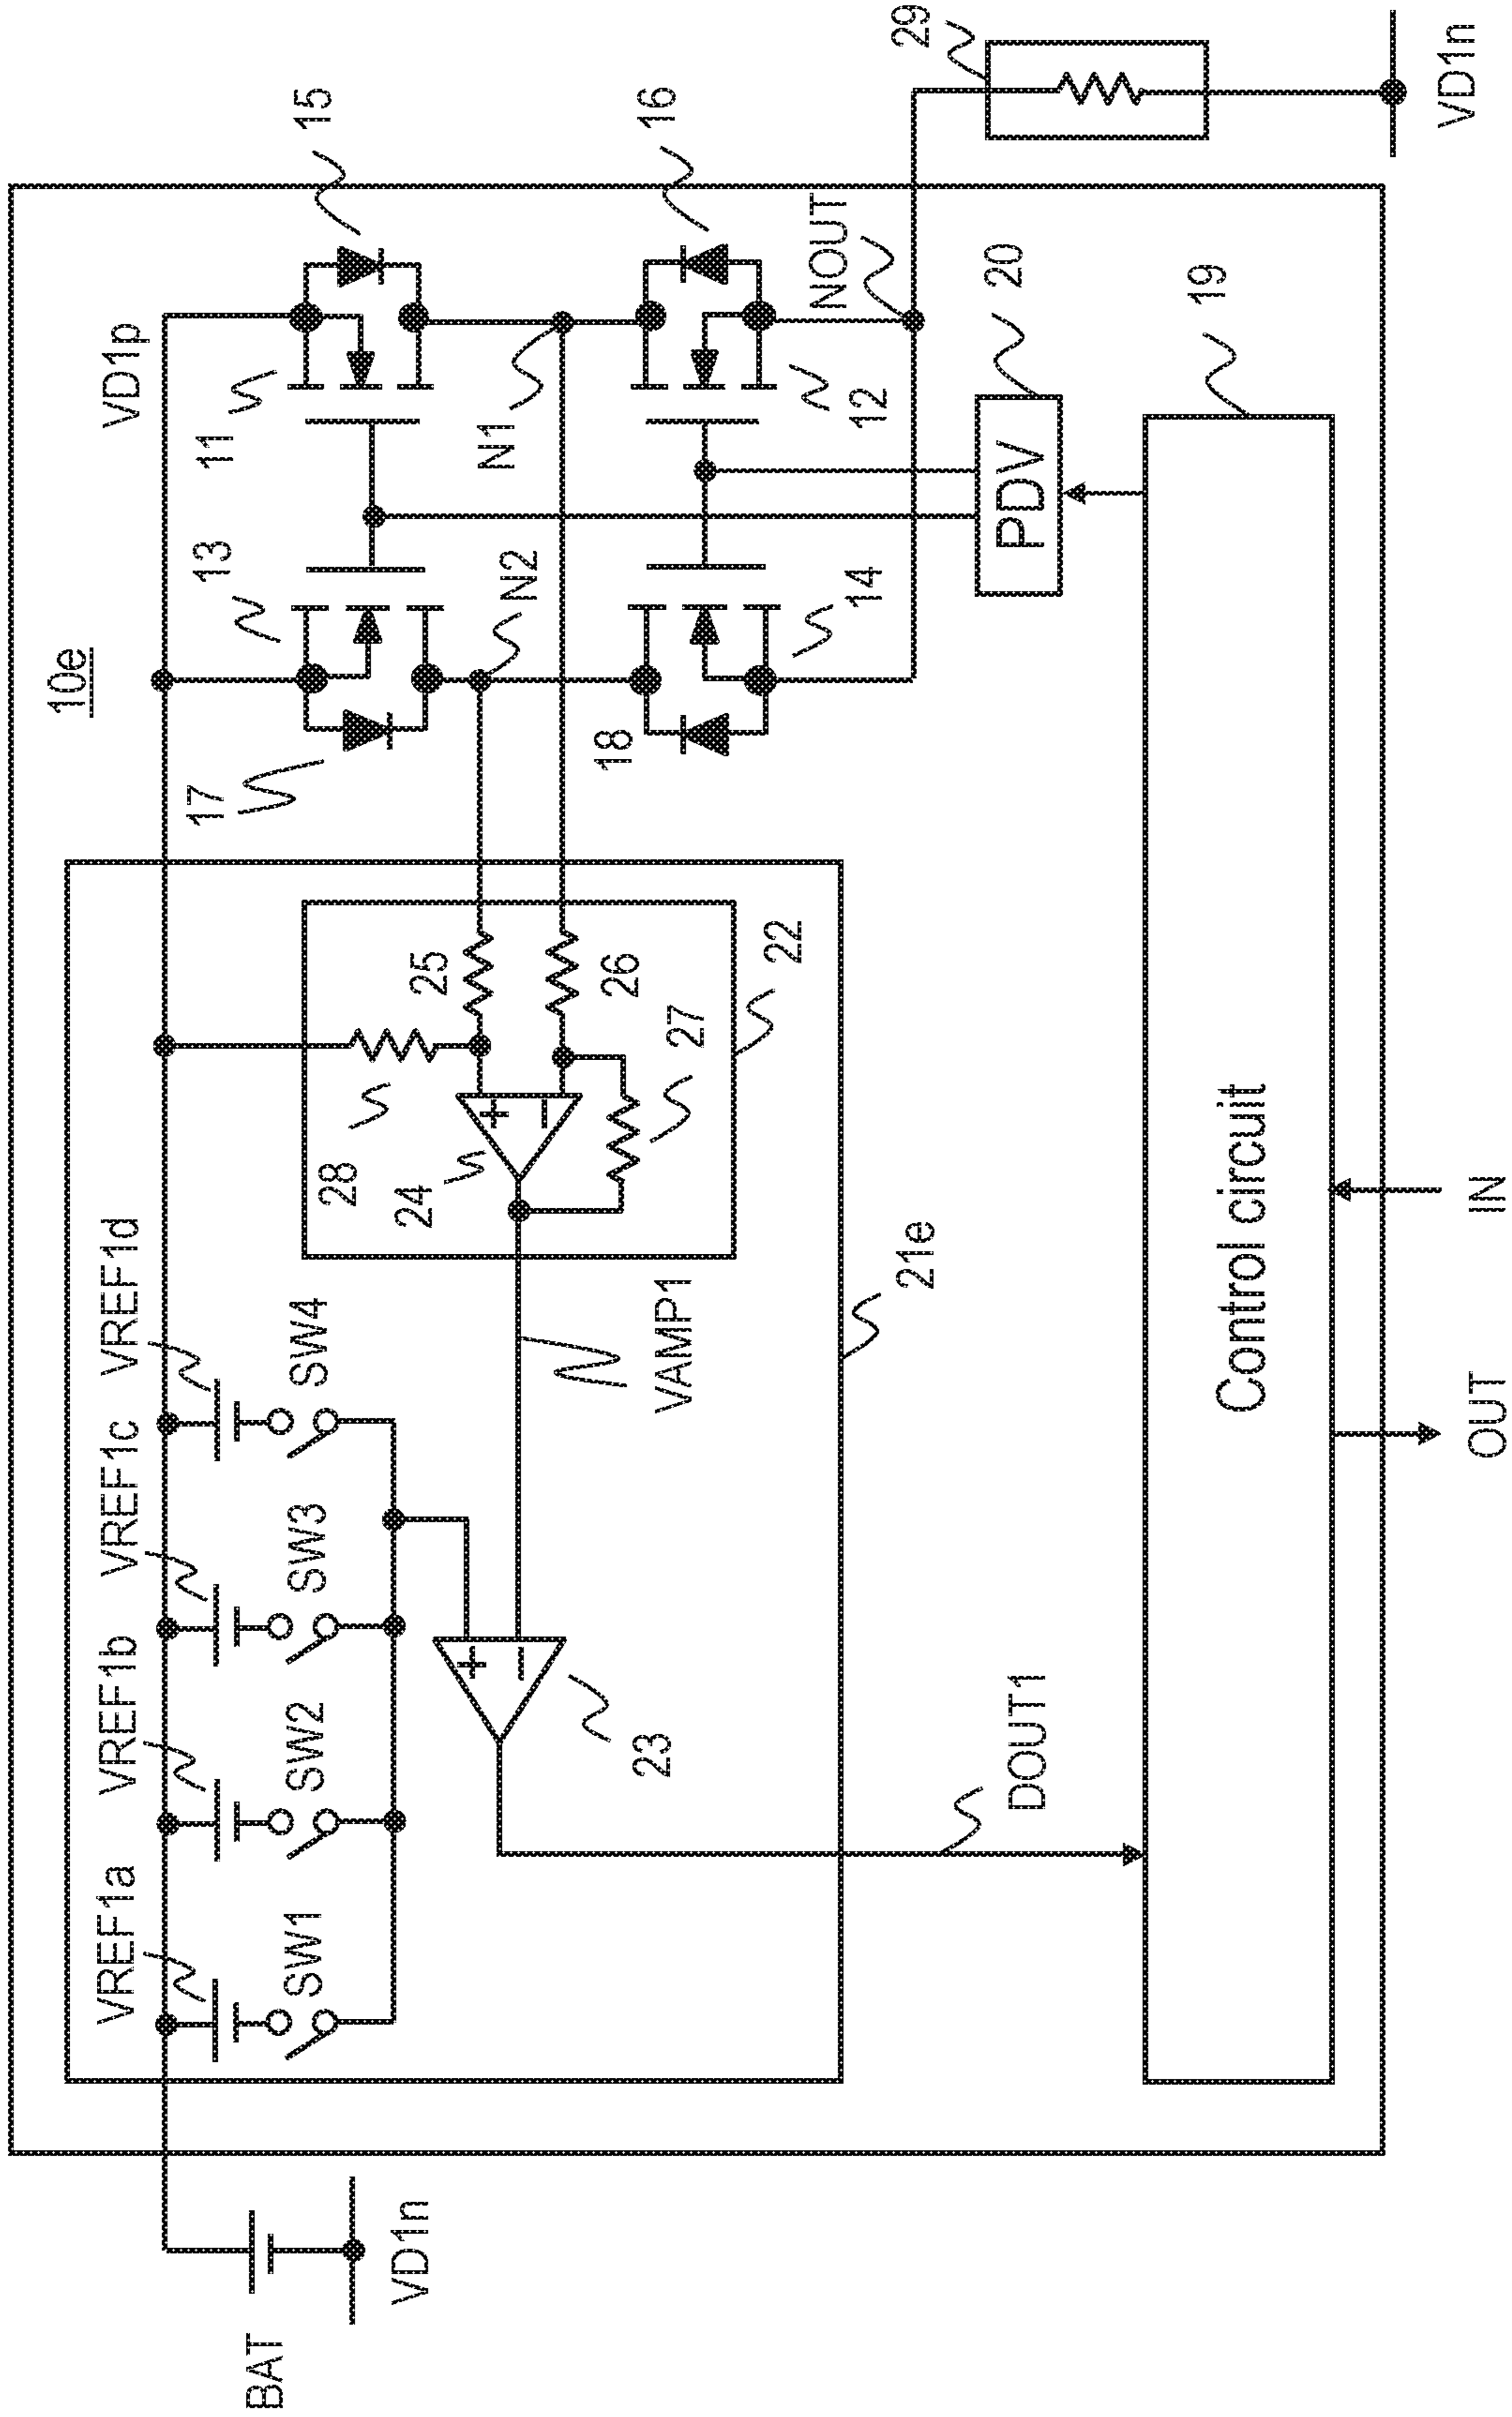 10e
BAT
VD1n
VREF1a
VREF1b
VREF1c
VREF1d
SW1
SW2
SW3
SW4
VD1p
17
13
11
15
28
24
+
−
25
26
27
22
N2
N1
18
14
12
16
NOUT
+
−
23
VAMP1
21e
DOUT1
PDV
20
29
VD1n
19
Control circuit
OUT
IN